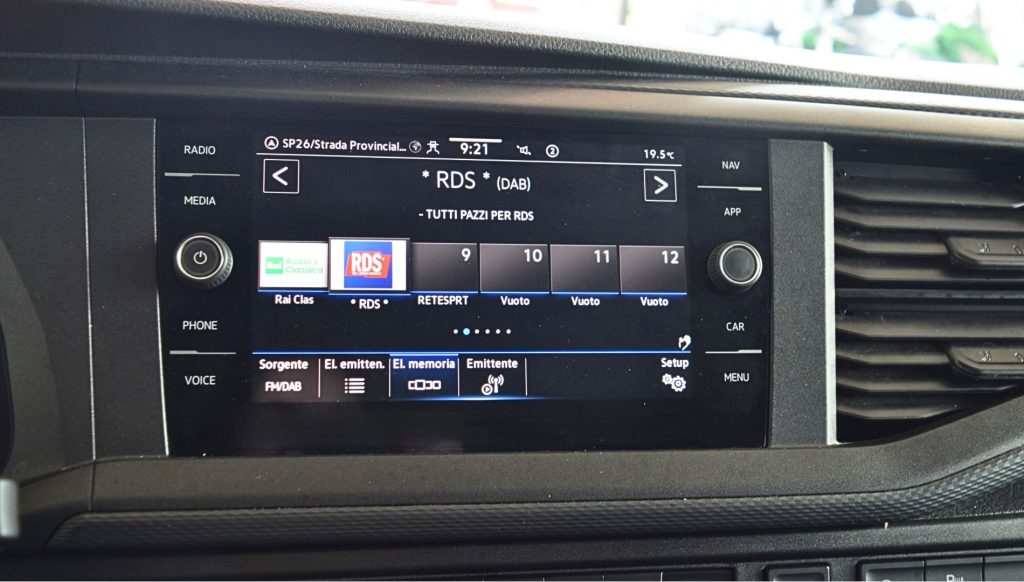 RADIO
MEDIA
PHONE
VOICE
SP26/Strada Provincial... 9:21 2 19.5°C
< * RDS * (DAB) >
- TUTTI PAZZI PER RDS
Rai Radio 3 Classica
RDS
9 10 11 12
Rai Clas * RDS * RETESPRT Vuoto Vuoto Vuoto
Sorgente El. emitten. El. memoria Emittente Setup
FM/DAB
NAV
APP
CAR
MENU